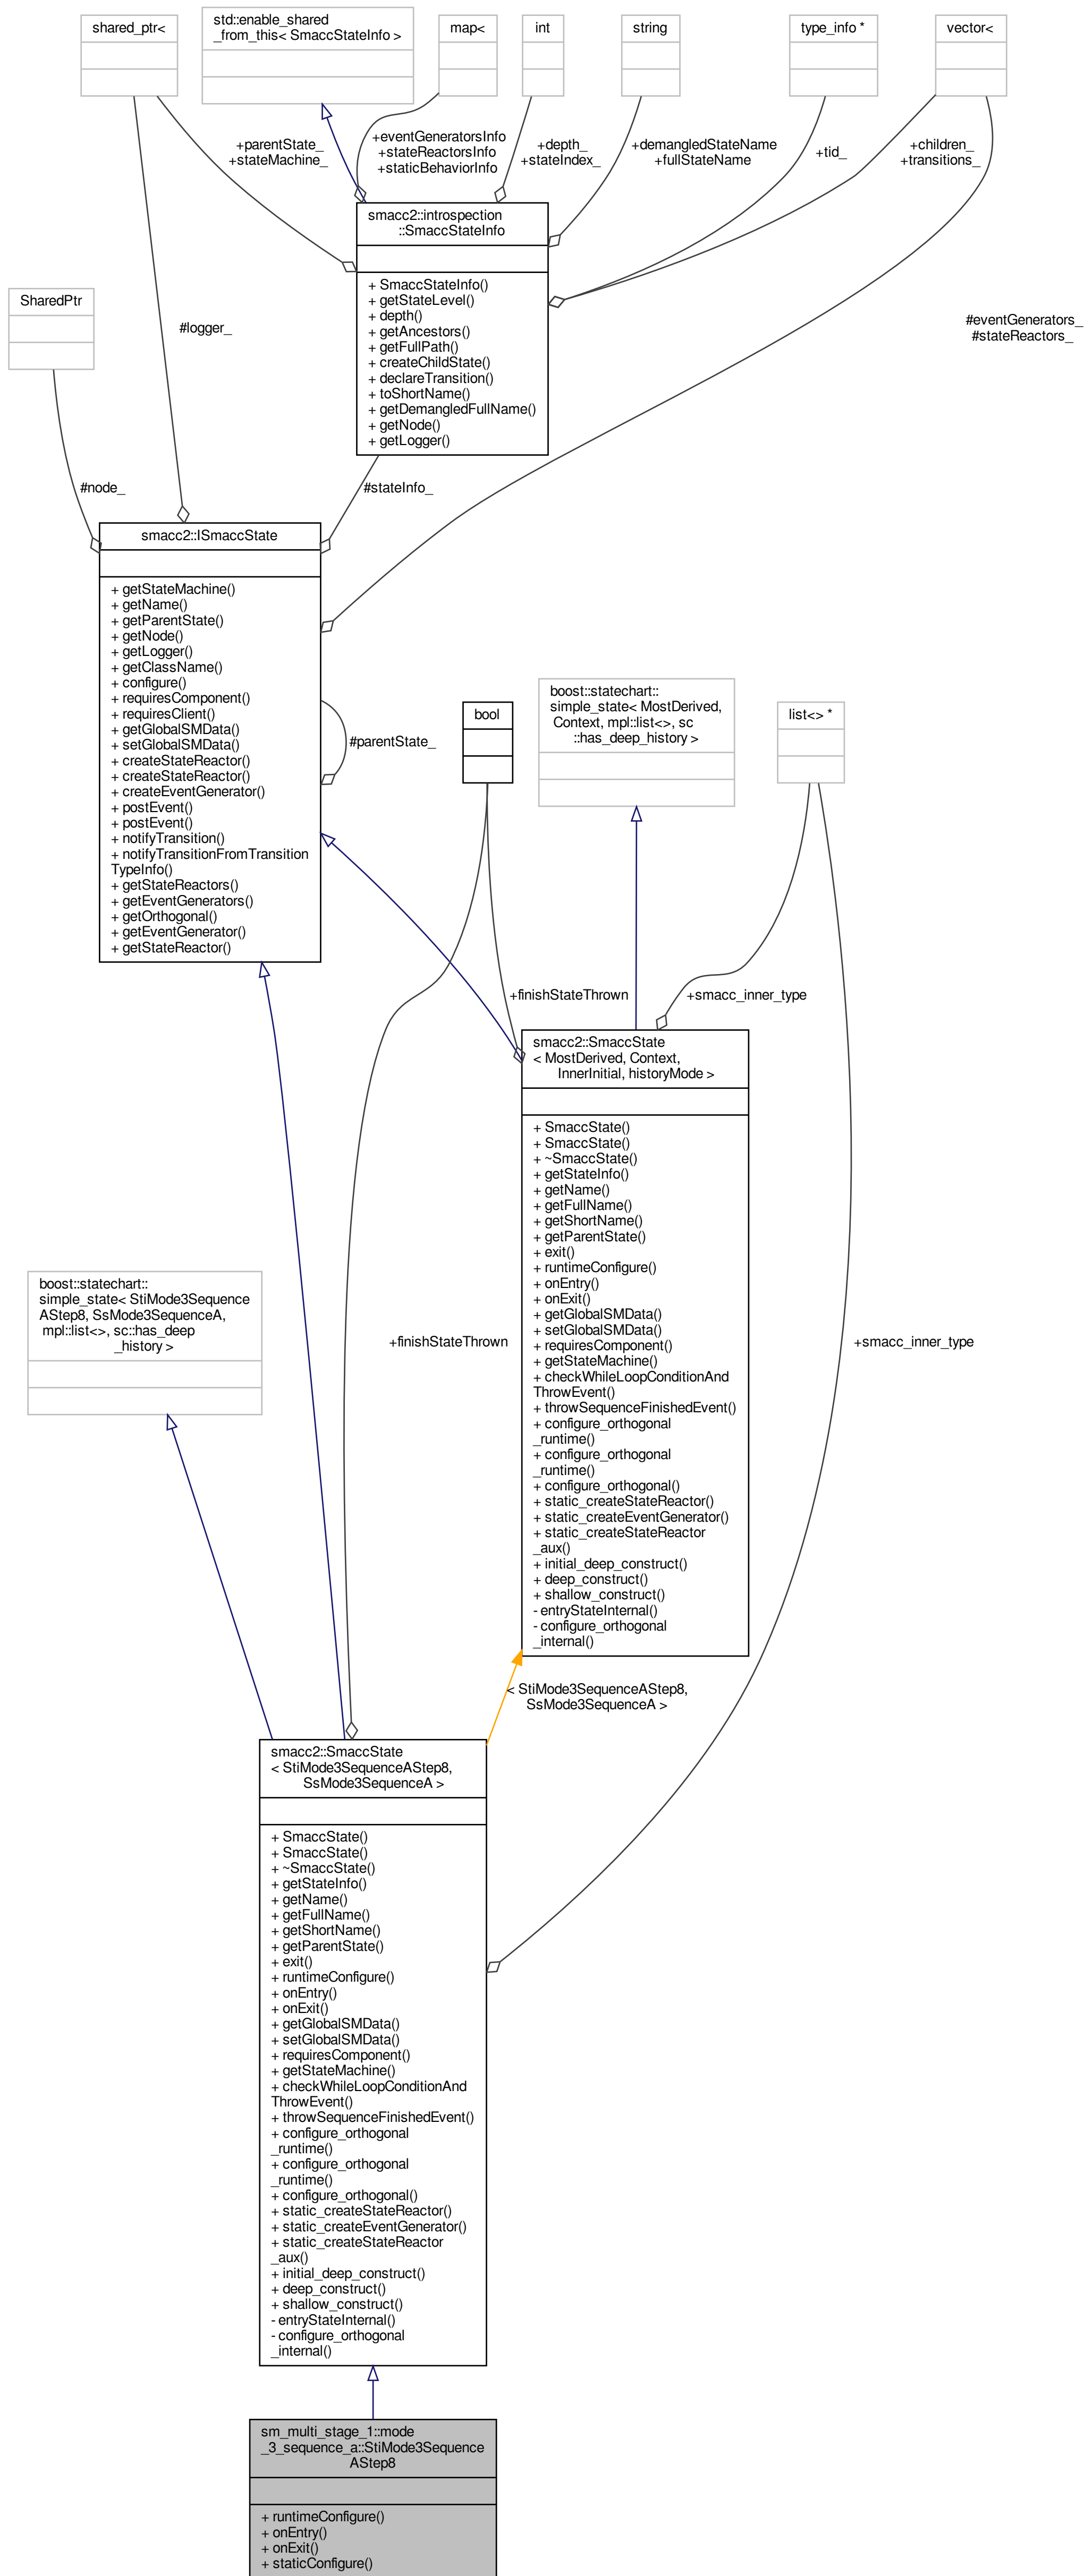 shared_ptr<
std::enable_shared
_from_this< SmaccStateInfo >
map<
int
string
type_info *
vector<
+parentState_
+stateMachine_
+eventGeneratorsInfo
+stateReactorsInfo
+staticBehaviorInfo
+depth_
+stateIndex_
+demangledStateName
+fullStateName
+tid_
+children_
+transitions_
smacc2::introspection
::SmaccStateInfo
+ SmaccStateInfo()
+ getStateLevel()
+ depth()
+ getAncestors()
+ getFullPath()
+ createChildState()
+ declareTransition()
+ toShortName()
+ getDemangledFullName()
+ getNode()
+ getLogger()
SharedPtr
#logger_
#eventGenerators_
#stateReactors_
#node_
#stateInfo_
smacc2::ISmaccState
+ getStateMachine()
+ getName()
+ getParentState()
+ getNode()
+ getLogger()
+ getClassName()
+ configure()
+ requiresComponent()
+ requiresClient()
+ getGlobalSMData()
+ setGlobalSMData()
+ createStateReactor()
+ createStateReactor()
+ createEventGenerator()
+ postEvent()
+ postEvent()
+ notifyTransition()
+ notifyTransitionFromTransition
TypeInfo()
+ getStateReactors()
+ getEventGenerators()
+ getOrthogonal()
+ getEventGenerator()
+ getStateReactor()
#parentState_
bool
boost::statechart::
simple_state< MostDerived,
Context, mpl::list<>, sc
::has_deep_history >
list<> *
+finishStateThrown
+smacc_inner_type
smacc2::SmaccState
< MostDerived, Context,
InnerInitial, historyMode >
+ SmaccState()
+ SmaccState()
+ ~SmaccState()
+ getStateInfo()
+ getName()
+ getFullName()
+ getShortName()
+ getParentState()
+ exit()
+ runtimeConfigure()
+ onEntry()
+ onExit()
+ getGlobalSMData()
+ setGlobalSMData()
+ requiresComponent()
+ getStateMachine()
+ checkWhileLoopConditionAnd
ThrowEvent()
+ throwSequenceFinishedEvent()
+ configure_orthogonal
_runtime()
+ configure_orthogonal
_runtime()
+ configure_orthogonal()
+ static_createStateReactor()
+ static_createEventGenerator()
+ static_createStateReactor
_aux()
+ initial_deep_construct()
+ deep_construct()
+ shallow_construct()
- entryStateInternal()
- configure_orthogonal
_internal()
boost::statechart::
simple_state< StiMode3Sequence
AStep8, SsMode3SequenceA,
mpl::list<>, sc::has_deep
_history >
+finishStateThrown
+smacc_inner_type
< StiMode3SequenceAStep8,
SsMode3SequenceA >
smacc2::SmaccState
< StiMode3SequenceAStep8,
SsMode3SequenceA >
+ SmaccState()
+ SmaccState()
+ ~SmaccState()
+ getStateInfo()
+ getName()
+ getFullName()
+ getShortName()
+ getParentState()
+ exit()
+ runtimeConfigure()
+ onEntry()
+ onExit()
+ getGlobalSMData()
+ setGlobalSMData()
+ requiresComponent()
+ getStateMachine()
+ checkWhileLoopConditionAnd
ThrowEvent()
+ throwSequenceFinishedEvent()
+ configure_orthogonal
_runtime()
+ configure_orthogonal
_runtime()
+ configure_orthogonal()
+ static_createStateReactor()
+ static_createEventGenerator()
+ static_createStateReactor
_aux()
+ initial_deep_construct()
+ deep_construct()
+ shallow_construct()
- entryStateInternal()
- configure_orthogonal
_internal()
sm_multi_stage_1::mode
_3_sequence_a::StiMode3Sequence
AStep8
+ runtimeConfigure()
+ onEntry()
+ onExit()
+ staticConfigure()